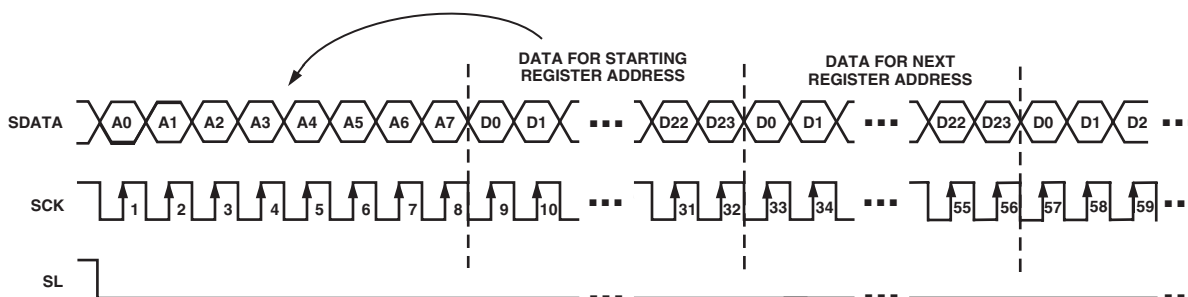 DATA FOR STARTING
REGISTER ADDRESS
DATA FOR NEXT
REGISTER ADDRESS
SDATA A0 A1 A2 A3 A4 A5 A6 A7 D0 D1 ... D22 D23 D0 D1 ... D22 D23 D0 D1 D2 ..
SCK 1 2 3 4 5 6 7 8 9 10 ... 31 32 33 34 ... 55 56 57 58 59 ..
SL ... ... ..